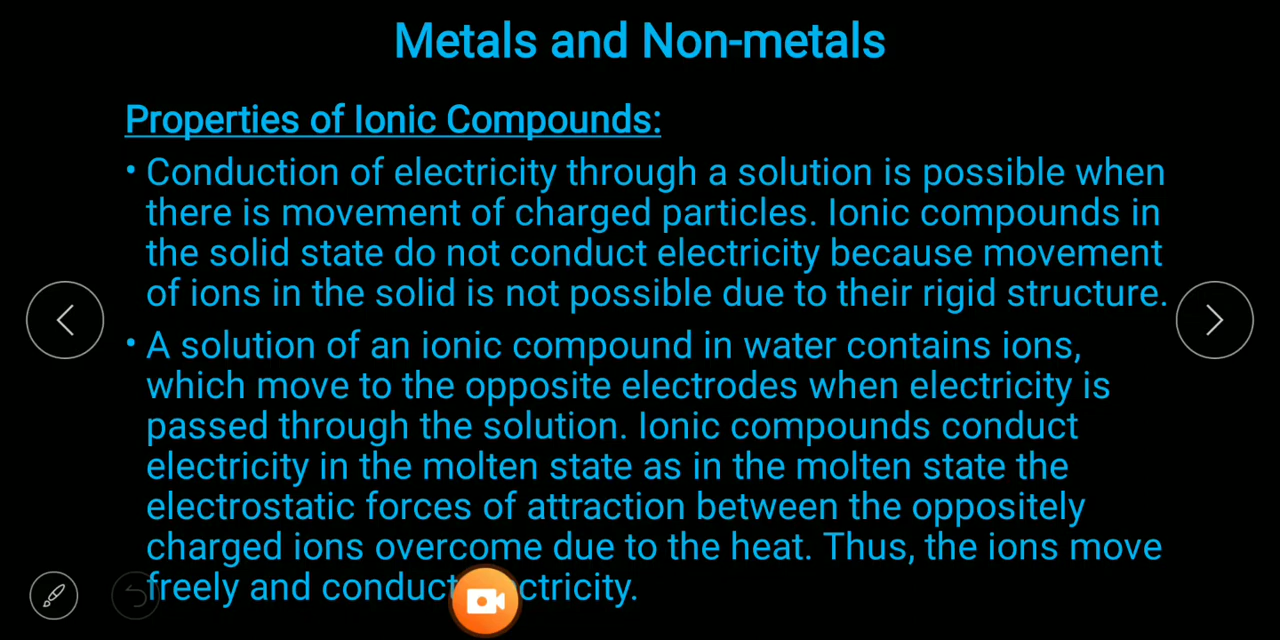 Metals and Non-metals
Properties of Ionic Compounds:
• Conduction of electricity through a solution is possible when
there is movement of charged particles. Ionic compounds in
the solid state do not conduct electricity because movement
of ions in the solid is not possible due to their rigid structure.
• A solution of an ionic compound in water contains ions,
which move to the opposite electrodes when electricity is
passed through the solution. Ionic compounds conduct
electricity in the molten state as in the molten state the
electrostatic forces of attraction between the oppositely
charged ions overcome due to the heat. Thus, the ions move
freely and conduct